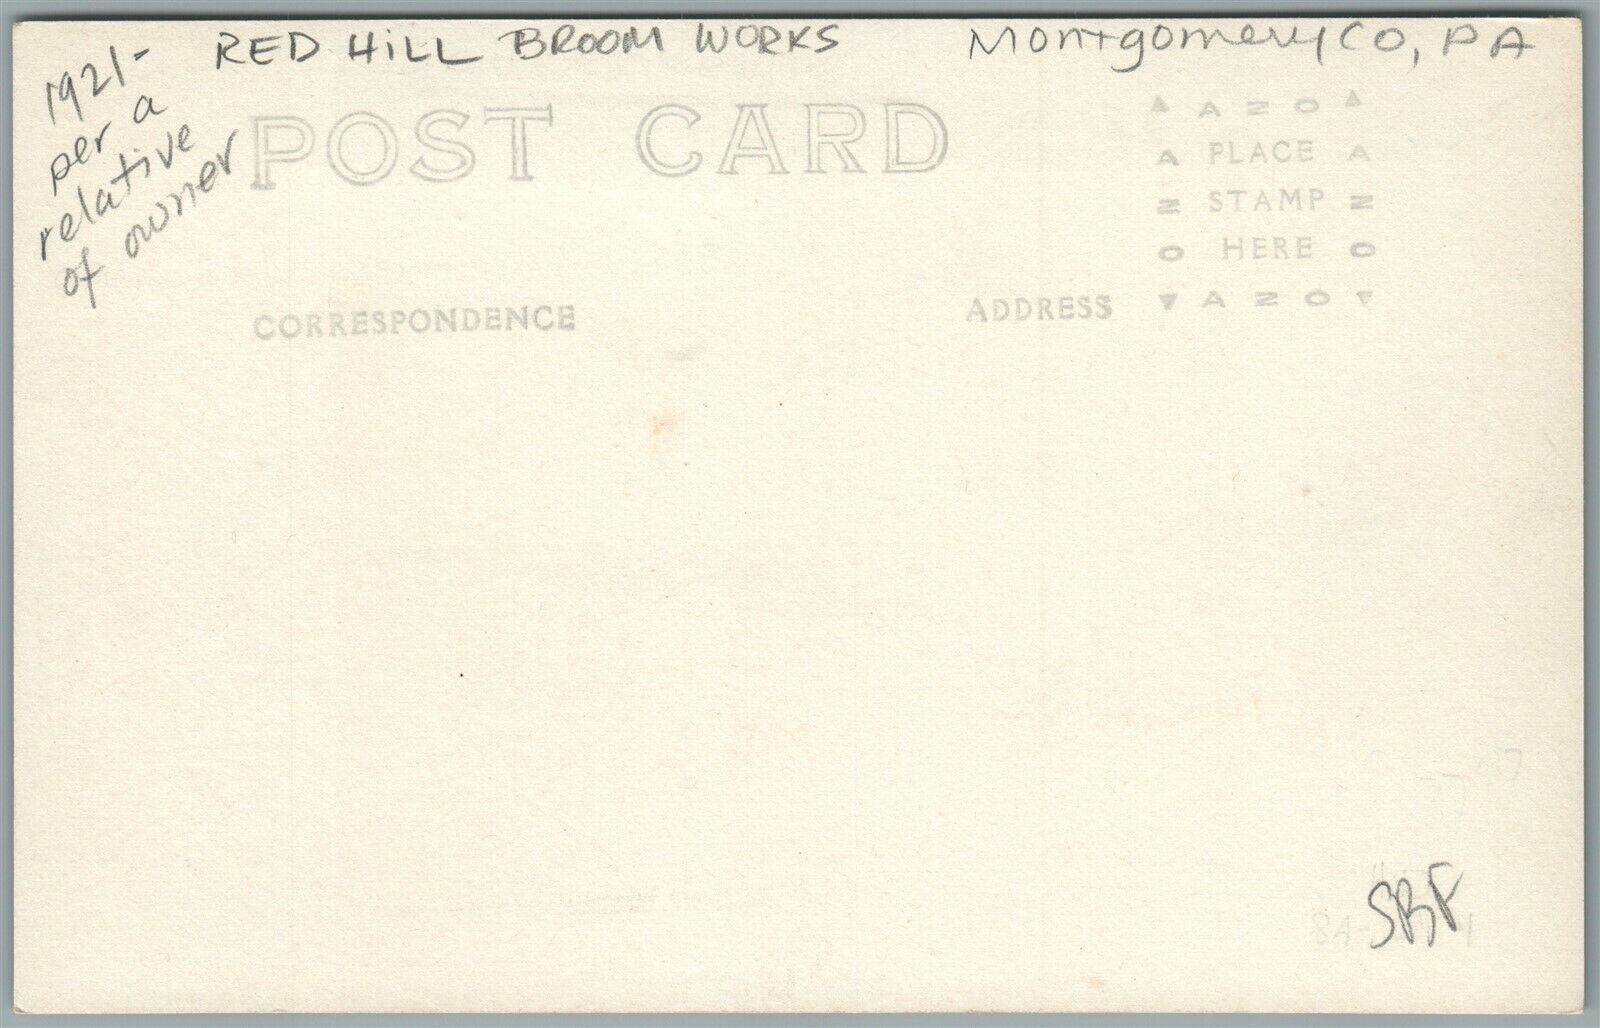 RED HILL BROOM WORKS Montgomery CO, PA
1921-
per a
relative
of owner
POST CARD
AZO
PLACE
STAMP
HERE
AZO
CORRESPONDENCE
ADDRESS
SBF